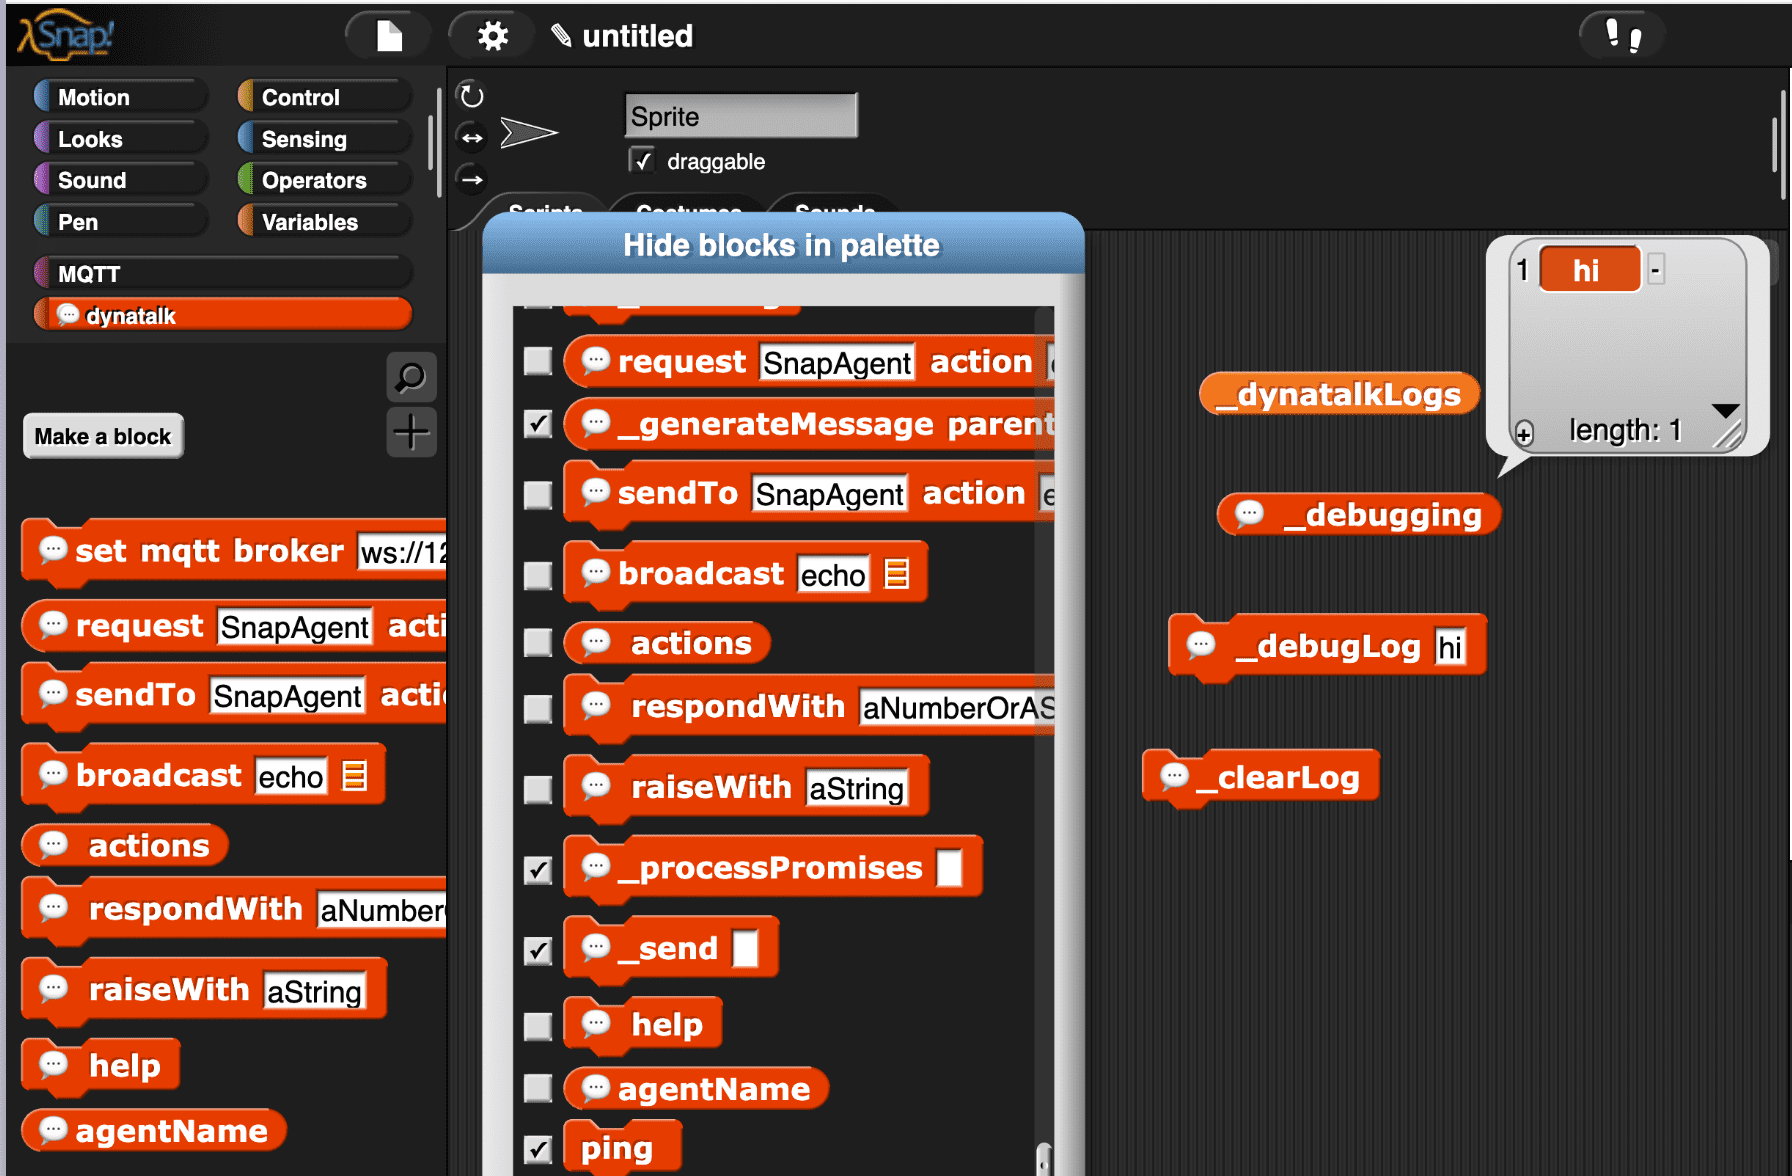 λSnap!
untitled
Motion
Control
Looks
Sensing
Sound
Operators
Pen
Variables
MQTT
dynatalk
Make a block
set mqtt broker ws://12
request SnapAgent acti
sendTo SnapAgent actio
broadcast echo
actions
respondWith aNumber
raiseWith aString
help
agentName
Sprite
draggable
Scripts
Costumes
Sounds
Hide blocks in palette
request SnapAgent action
_generateMessage parent
sendTo SnapAgent action e
broadcast echo
actions
respondWith aNumberOrAS
raiseWith aString
_processPromises
_send
help
agentName
ping
1 hi -
+ length: 1
_dynatalkLogs
_debugging
_debugLog hi
_clearLog